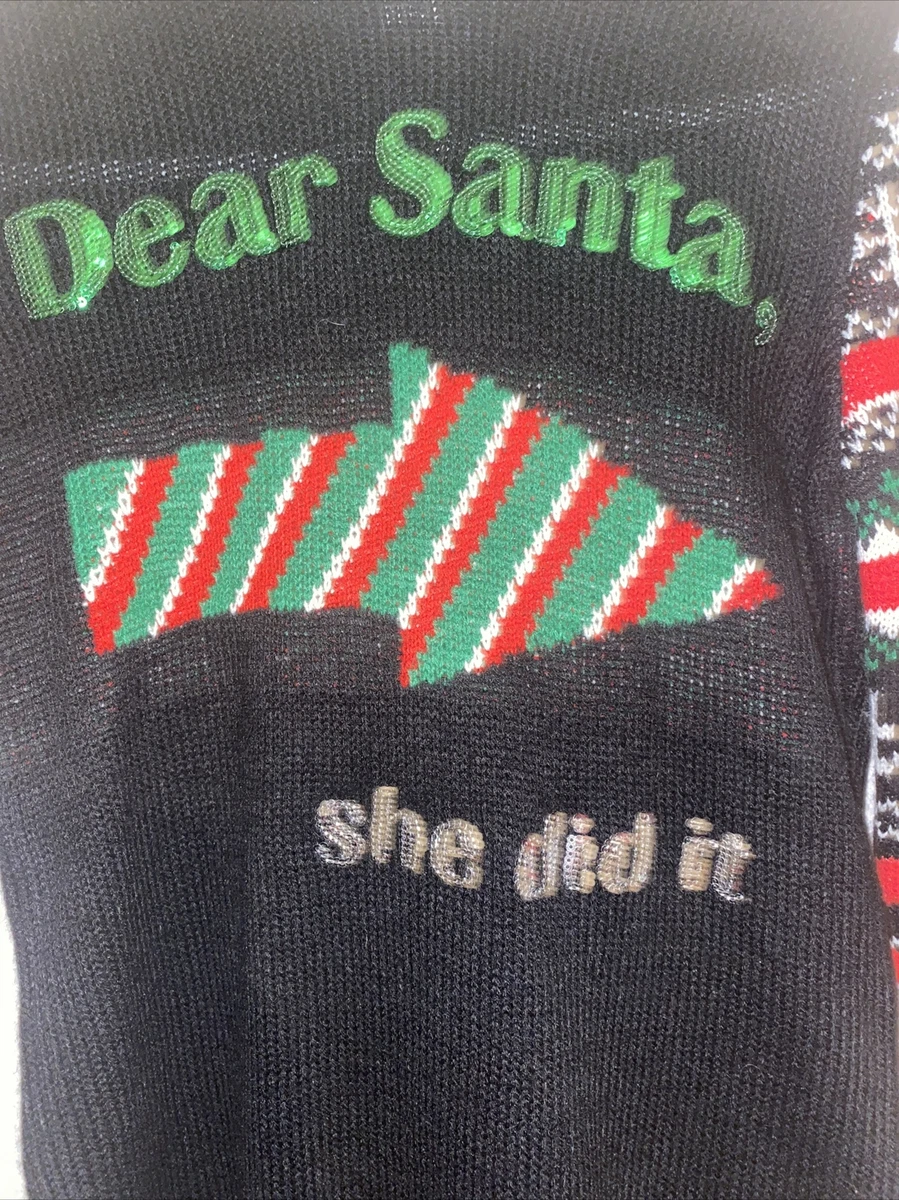 Dear Santa,
she did it